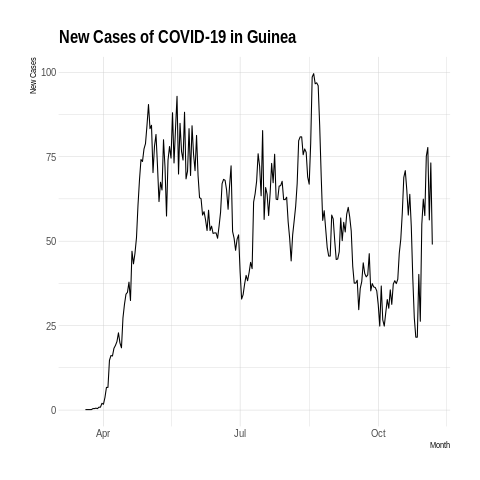 New Cases of COVID-19 in Guinea
New Cases
100
75
50
25
0
Apr
Jul
Oct
Month